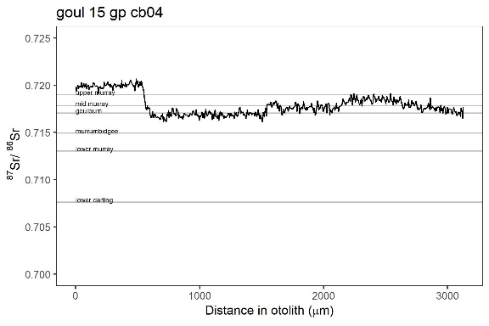 goul 15 gp cb04
0.725
0.720
upper murray
mid murray
goulburn
0.715
murrumbidgee
lower murray
0.710
lower darling
0.705
0.700
⁸⁷Sr/ ⁸⁶Sr
0
1000
2000
3000
Distance in otolith (μm)